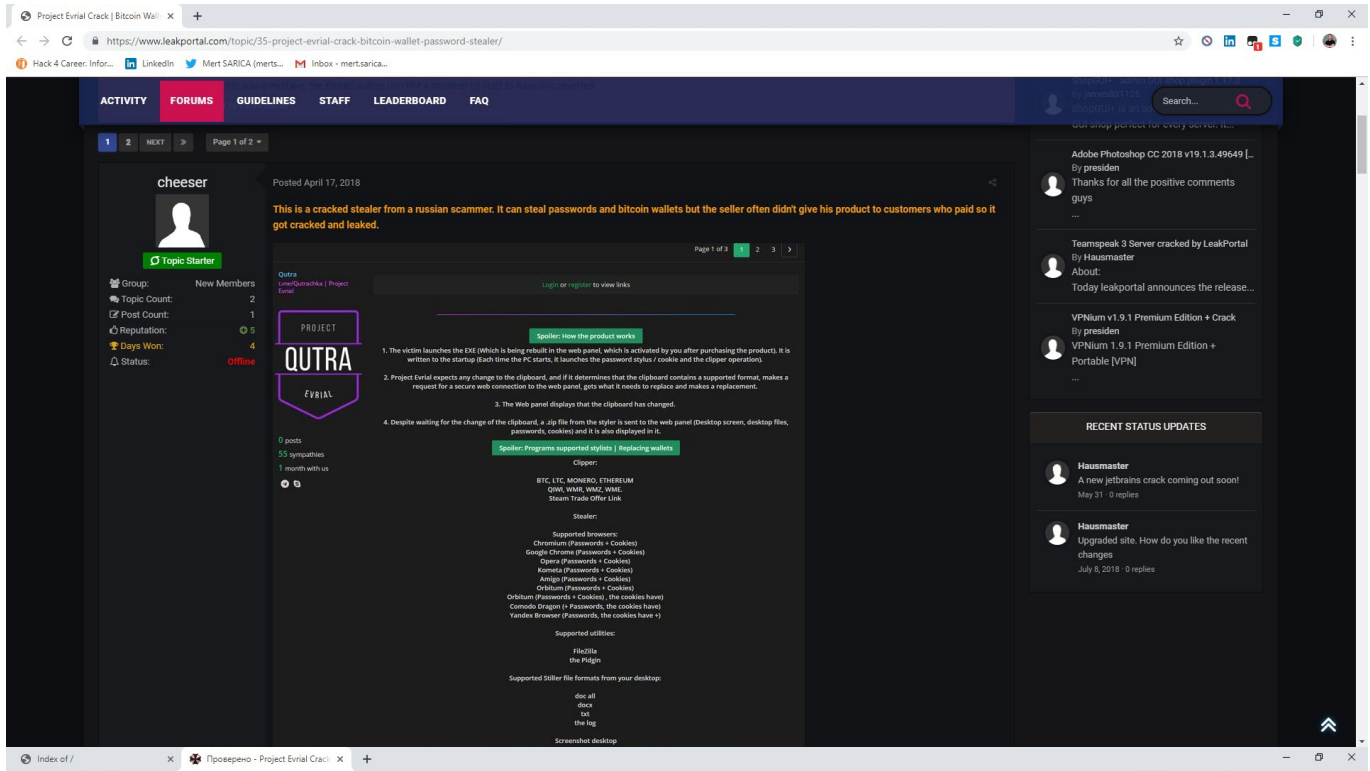 Project Evrial Crack | Bitcoin Wall
https://www.leakportal.com/topic/35-project-evrial-crack-bitcoin-wallet-password-stealer/
Hack 4 Career. Infor...
LinkedIn
Mert SARICA (merts...
Inbox - mert.sarica...
ACTIVITY
FORUMS
GUIDELINES
STAFF
LEADERBOARD
FAQ
Search...
1 2 NEXT
Page 1 of 2
cheeser
Topic Starter
Group: New Members
Topic Count: 2
Post Count: 1
Reputation: 5
Days Won: 4
Status: Offline
Posted April 17, 2018
This is a cracked stealer from a russian scammer. It can steal passwords and bitcoin wallets but the seller often didn't give his product to customers who paid so it
got cracked and leaked.
Page 1 of 3 1 2 3 >
Qutra
Lime/Qutrachka | Project
Evrial
PROJECT
QUTRA
EVRIAL
0 posts
55 sympathies
1 month with us
Login or register to view links
Spoiler: How the product works
1. The victim launches the EXE (Which is being rebuilt in the web panel, which is activated by you after purchasing the product). It is
written to the startup (Each time the PC starts, it launches the password stylus / cookie and the clipper operation).
2. Project Evrial expects any change to the clipboard, and if it determines that the clipboard contains a supported format, makes a
request for a secure web connection to the web panel, gets what it needs to replace and makes a replacement.
3. The Web panel displays that the clipboard has changed.
4. Despite waiting for the change of the clipboard, a .zip file from the styler is sent to the web panel (Desktop screen, desktop files,
passwords, cookies) and it is also displayed in it.
Spoiler: Programs supported stylists | Replacing wallets
Clipper:
BTC, LTC, MONERO, ETHEREUM
QIWI, WMR, WMZ, WME.
Steam Trade Offer Link
Stealer:
Supported browsers:
Chromium (Passwords + Cookies)
Google Chrome (Passwords + Cookies)
Opera (Passwords + Cookies)
Kometa (Passwords + Cookies)
Amigo (Passwords + Cookies)
Orbitum (Passwords + Cookies)
Orbitum (Passwords + Cookies) , the cookies have)
Comodo Dragon (+ Passwords, the cookies have)
Yandex Browser (Passwords, the cookies have +)
Supported utilities:
FileZilla
the Pidgin
Supported Stiller file formats from your desktop:
doc all
docx
txt
the log
Screenshot desktop
By james831126
GUI shop perfect for every server. It...
Adobe Photoshop CC 2018 v19.1.3.49649 [...
By presiden
Thanks for all the positive comments
guys
...
Teamspeak 3 Server cracked by LeakPortal
By Hausmaster
About:
Today leakportal announces the release...
VPNium v1.9.1 Premium Edition + Crack
By presiden
VPNium 1.9.1 Premium Edition +
Portable [VPN]
...
RECENT STATUS UPDATES
Hausmaster
A new jetbrains crack coming out soon!
May 31 · 0 replies
Hausmaster
Upgraded site. How do you like the recent
changes
July 8, 2018 · 0 replies
Index of /
Проверено - Project Evrial Crack